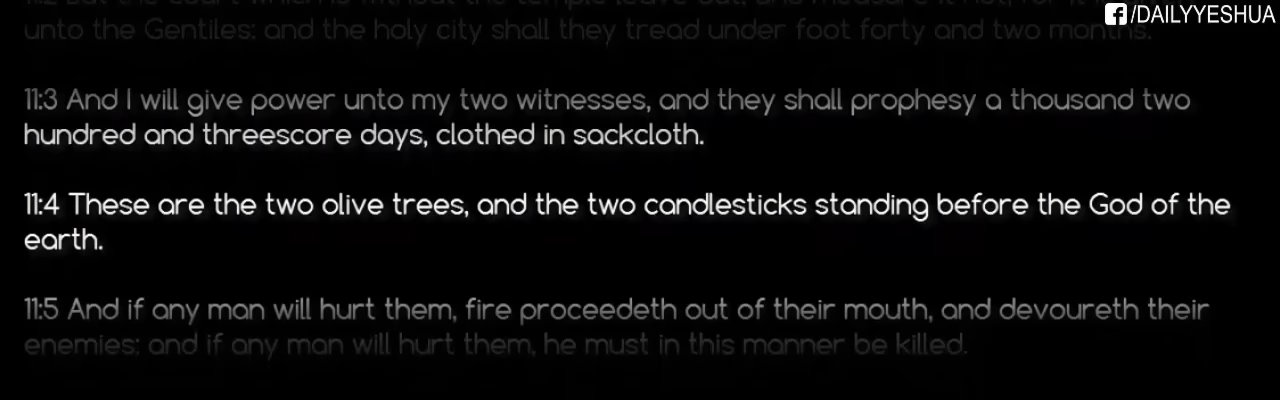 /DAILYYESHUA
unto the Gentiles: and the holy city shall they tread under foot forty and two months.
11:3 And I will give power unto my two witnesses, and they shall prophesy a thousand two
hundred and threescore days, clothed in sackcloth.
11:4 These are the two olive trees, and the two candlesticks standing before the God of the
earth.
11:5 And if any man will hurt them, fire proceedeth out of their mouth, and devoureth their
enemies: and if any man will hurt them, he must in this manner be killed.